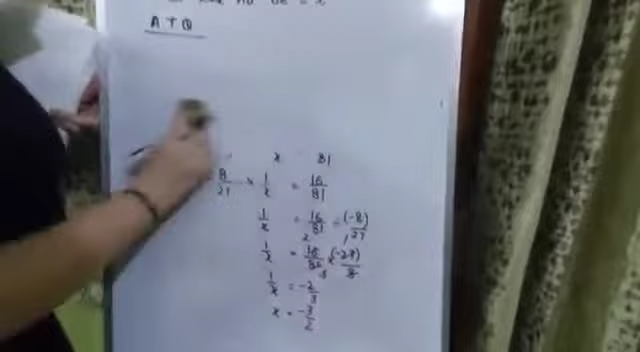 A T Q
x 81
8/27 × 1/x = 16/81
1/x = 16/81 ÷ (-8)/27
1/x = 16/81 × (-27)/8
1/x = -2/3
x = -3/2